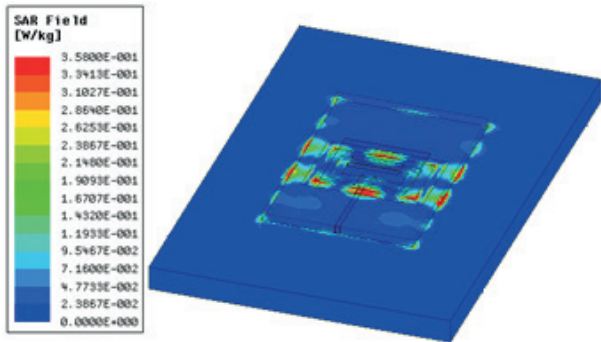 SAR Field
[W/kg]
3.5800E-001
3.3413E-001
3.1027E-001
2.8640E-001
2.6253E-001
2.3867E-001
2.1480E-001
1.9093E-001
1.6707E-001
1.4320E-001
1.1933E-001
9.5467E-002
7.1600E-002
4.7733E-002
2.3867E-002
0.0000E+000